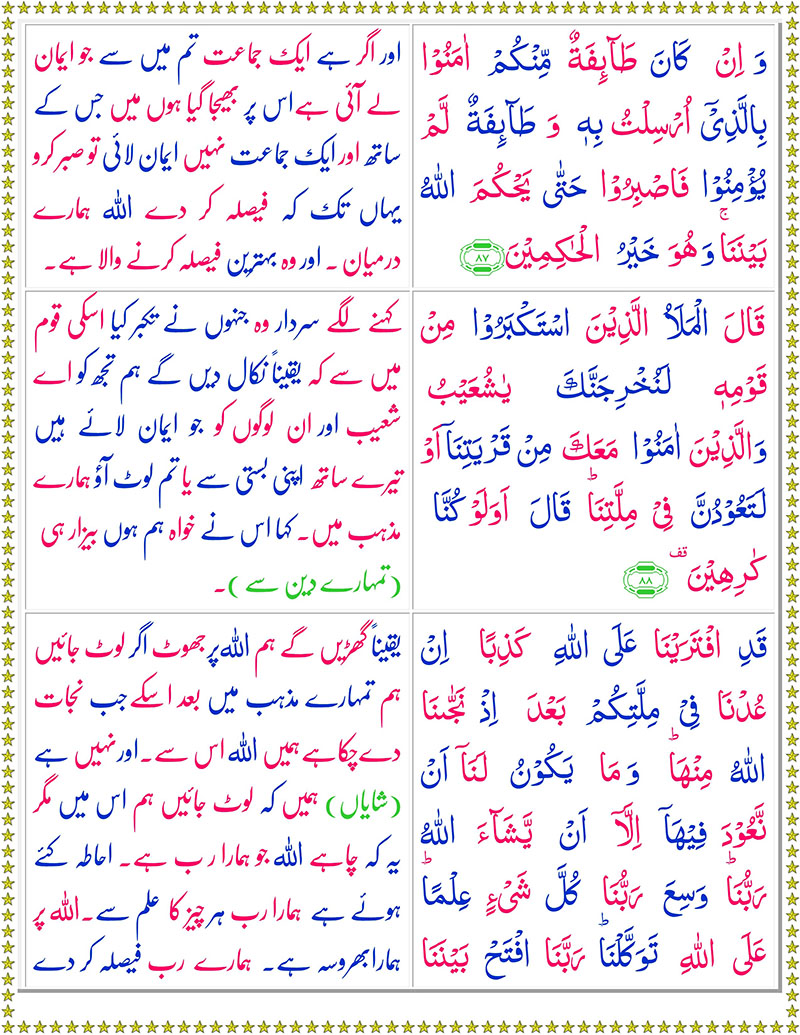 وَ اِنْ كَانَ طَآىِٕفَةٌ مِّنْكُمْ اٰمَنُوْا
بِالَّذِیْۤ اُرْسِلْتُ بِهٖ وَ طَآىِٕفَةٌ لَّمْ
یُؤْمِنُوْا فَاصْبِرُوْا حَتّٰى یَحْكُمَ اللّٰهُ
بَیْنَنَاۚ وَ هُوَ خَیْرُ الْحٰكِمِیْنَ ۸۷
اور اگر ہے ایک جماعت تم میں سے جو ایمان
لے آئی ہے اس پر بھیجا گیا ہوں میں جس کے
ساتھ اور ایک جماعت نہیں ایمان لائی تو صبر کرو
یہاں تک کہ فیصلہ کر دے اللہ ہمارے
درمیان ۔ اور وہ بہترین فیصلہ کرنے والا ہے۔
قَالَ الْمَلَاُ الَّذِیْنَ اسْتَكْبَرُوْا مِنْ
قَوْمِهٖ لَنُخْرِجَنَّكَ یٰشُعَیْبُ
وَالَّذِیْنَ اٰمَنُوْا مَعَكَ مِنْ قَرْیَتِنَاۤ اَوْ
لَتَعُوْدُنَّ فِیْ مِلَّتِنَاؕ قَالَ اَوَلَوْ كُنَّا
كٰرِهِیْنَ قف ۸۸
کہنے لگے سردار وہ جنہوں نے تکبر کیا اسکی قوم
میں سے کہ یقیناً نکال دیں گے ہم تجھ کو اے
شعیب اور ان لوگوں کو جو ایمان لائے ہیں
تیرے ساتھ اپنی بستی سے یا تم لوٹ آؤ ہمارے
مذہب میں۔ کہا اس نے خواہ ہم ہوں بیزار ہی
(تمہارے دین سے )۔
قَدِ افْتَرَیْنَا عَلَى اللّٰهِ كَذِبًا اِنْ
عُدْنَا فِیْ مِلَّتِكُمْ بَعْدَ اِذْ نَجّٰىنَا
اللّٰهُ مِنْهَاؕ وَ مَا یَكُوْنُ لَنَاۤ اَنْ
نَّعُوْدَ فِیْهَاۤ اِلَّاۤ اَنْ یَّشَآءَ اللّٰهُ
رَبُّنَاؕ وَسِعَ رَبُّنَا كُلَّ شَیْءٍ عِلْمًاؕ
عَلَى اللّٰهِ تَوَكَّلْنَاؕ رَبَّنَا افْتَحْ بَیْنَنَا
یقیناً گھڑیں گے ہم اللہ پر جھوٹ اگر لوٹ جائیں
ہم تمہارے مذہب میں بعد اسکے جب نجات
دے چکا ہے ہمیں اللہ اس سے۔ اور نہیں ہے
(شایاں) ہمیں کہ لوٹ جائیں ہم اس میں مگر
یہ کہ چاہے اللہ جو ہمارا رب ہے۔ احاطہ کئے
ہوئے ہے ہمارا رب ہر چیز کا علم سے۔ اللہ پر
ہمارا بھروسہ ہے۔ ہمارے رب فیصلہ کر دے